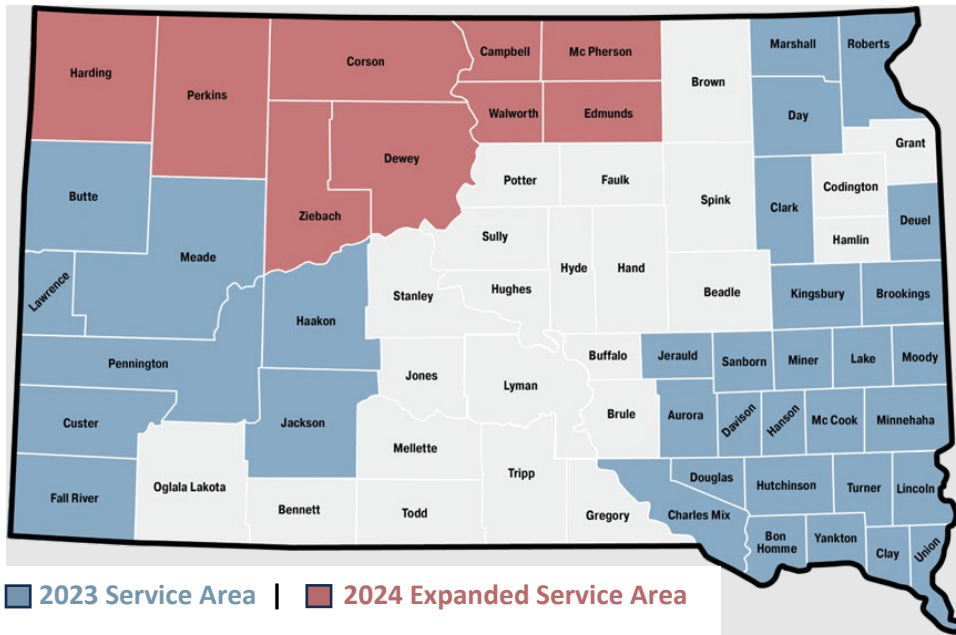 Harding
Perkins
Corson
Campbell
Mc Pherson
Brown
Marshall
Roberts
Walworth
Edmunds
Day
Grant
Dewey
Butte
Ziebach
Potter
Faulk
Spink
Clark
Codington
Deuel
Hamlin
Meade
Sully
Lawrence
Haakon
Stanley
Hughes
Hyde
Hand
Beadle
Kingsbury
Brookings
Pennington
Jones
Lyman
Buffalo
Jerauld
Sanborn
Miner
Lake
Moody
Custer
Jackson
Mellette
Brule
Aurora
Davison
Hanson
Mc Cook
Minnehaha
Fall River
Oglala Lakota
Bennett
Todd
Tripp
Gregory
Douglas
Charles Mix
Hutchinson
Turner
Lincoln
Bon
Homme
Yankton
Clay
Union
2023 Service Area | 2024 Expanded Service Area